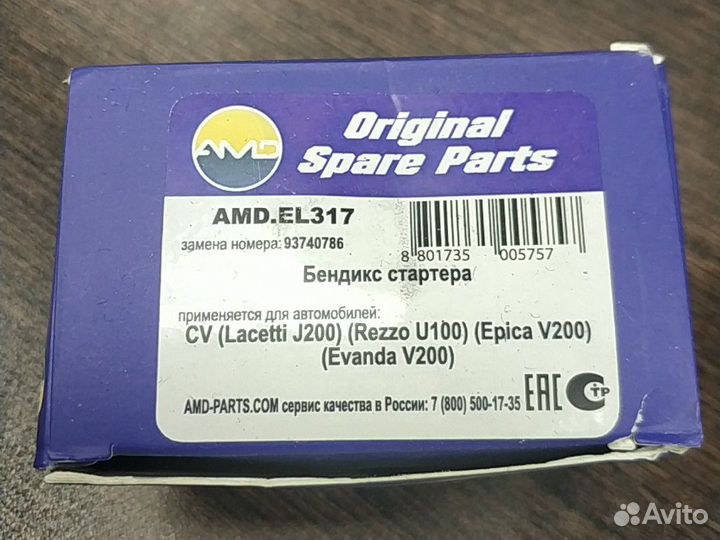 AMD
Original
Spare Parts
AMD.EL317
замена номера: 93740786
8 801735 005757
Бендикс стартера
применяется для автомобилей:
CV (Lacetti J200) (Rezzo U100) (Epica V200)
(Evanda V200)
AMD-PARTS.COM сервис качества в России: 7 (800) 500-17-35
EAC
СТР
Avito